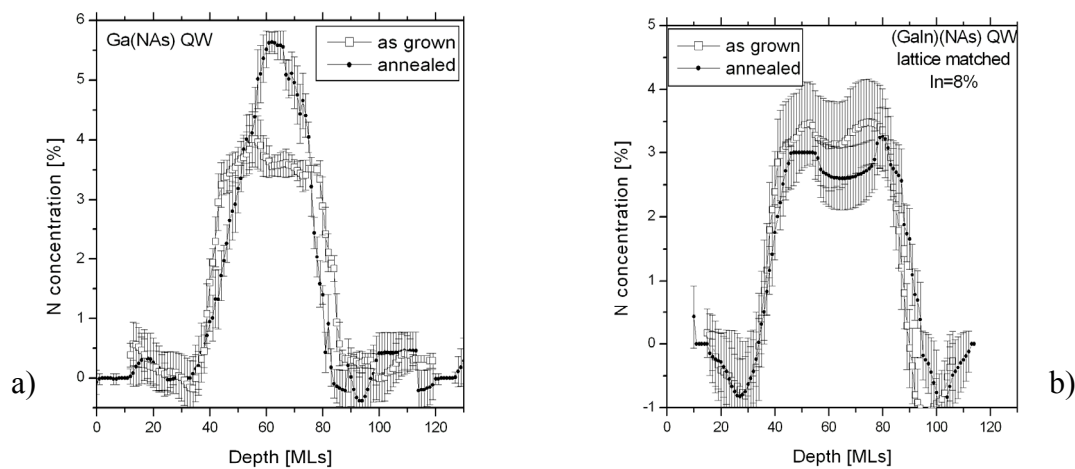 a)
Ga(NAs) QW
as grown
annealed
N concentration [%]
6
5
4
3
2
1
0
0 20 40 60 80 100 120
Depth [MLs]
b)
(GaIn)(NAs) QW
lattice matched
In=8%
as grown
annealed
N concentration [%]
5
4
3
2
1
0
-1
0 20 40 60 80 100 120
Depth [MLs]